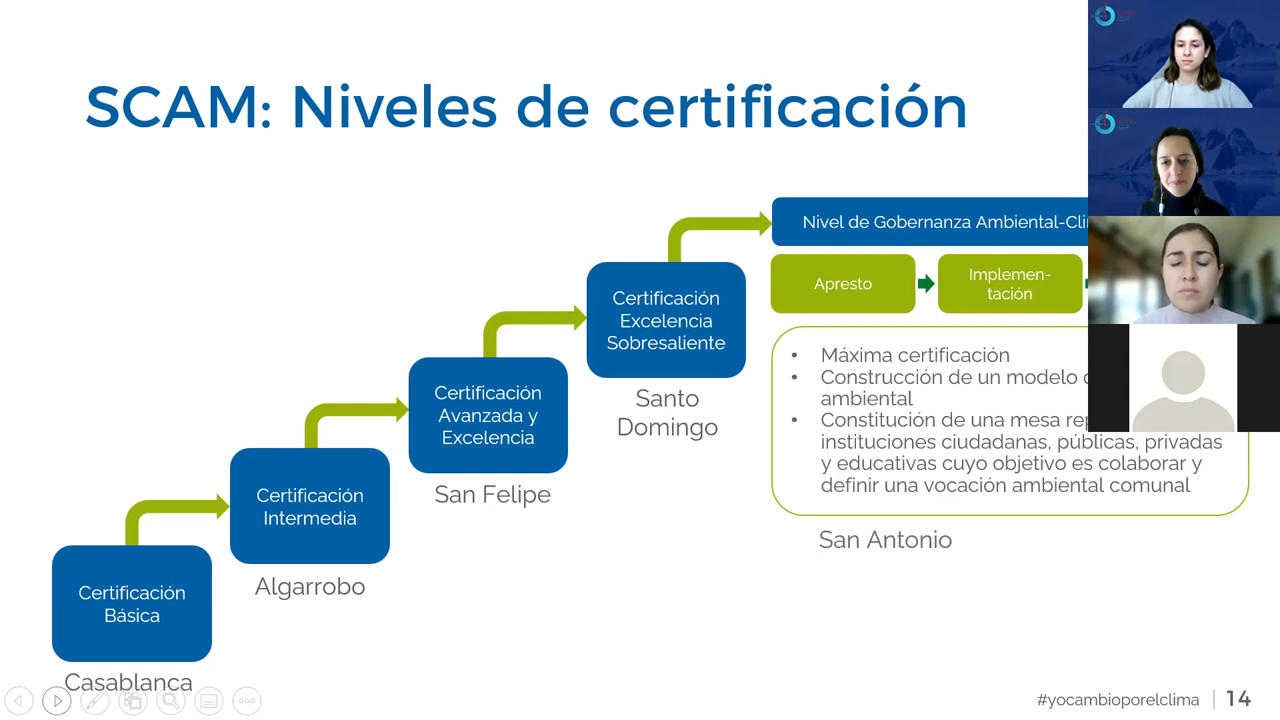 SCAM: Niveles de certificación
Nivel de Gobernanza Ambiental-Cli
Apresto
Implemen-
tación
Certificación
Excelencia
Sobresaliente
Santo
Domingo
• Máxima certificación
• Construcción de un modelo
ambiental
• Constitución de una mesa
instituciones ciudadanas, públicas, privadas
y educativas cuyo objetivo es colaborar y
definir una vocación ambiental comunal
San Antonio
Certificación
Avanzada y
Excelencia
San Felipe
Certificación
Intermedia
Algarrobo
Certificación
Básica
Casablanca
#yocambioporelclima | 14